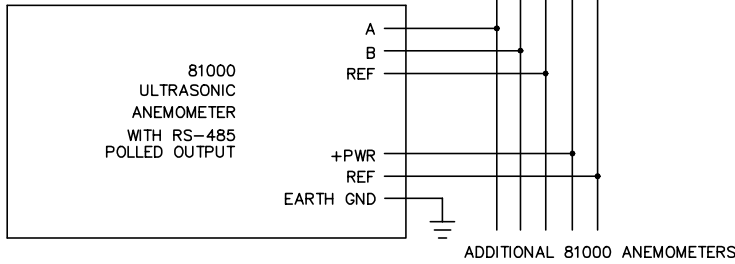 A
B
REF
81000
ULTRASONIC
ANEMOMETER
WITH RS-485
POLLED OUTPUT
+PWR
REF
EARTH GND
ADDITIONAL 81000 ANEMOMETERS